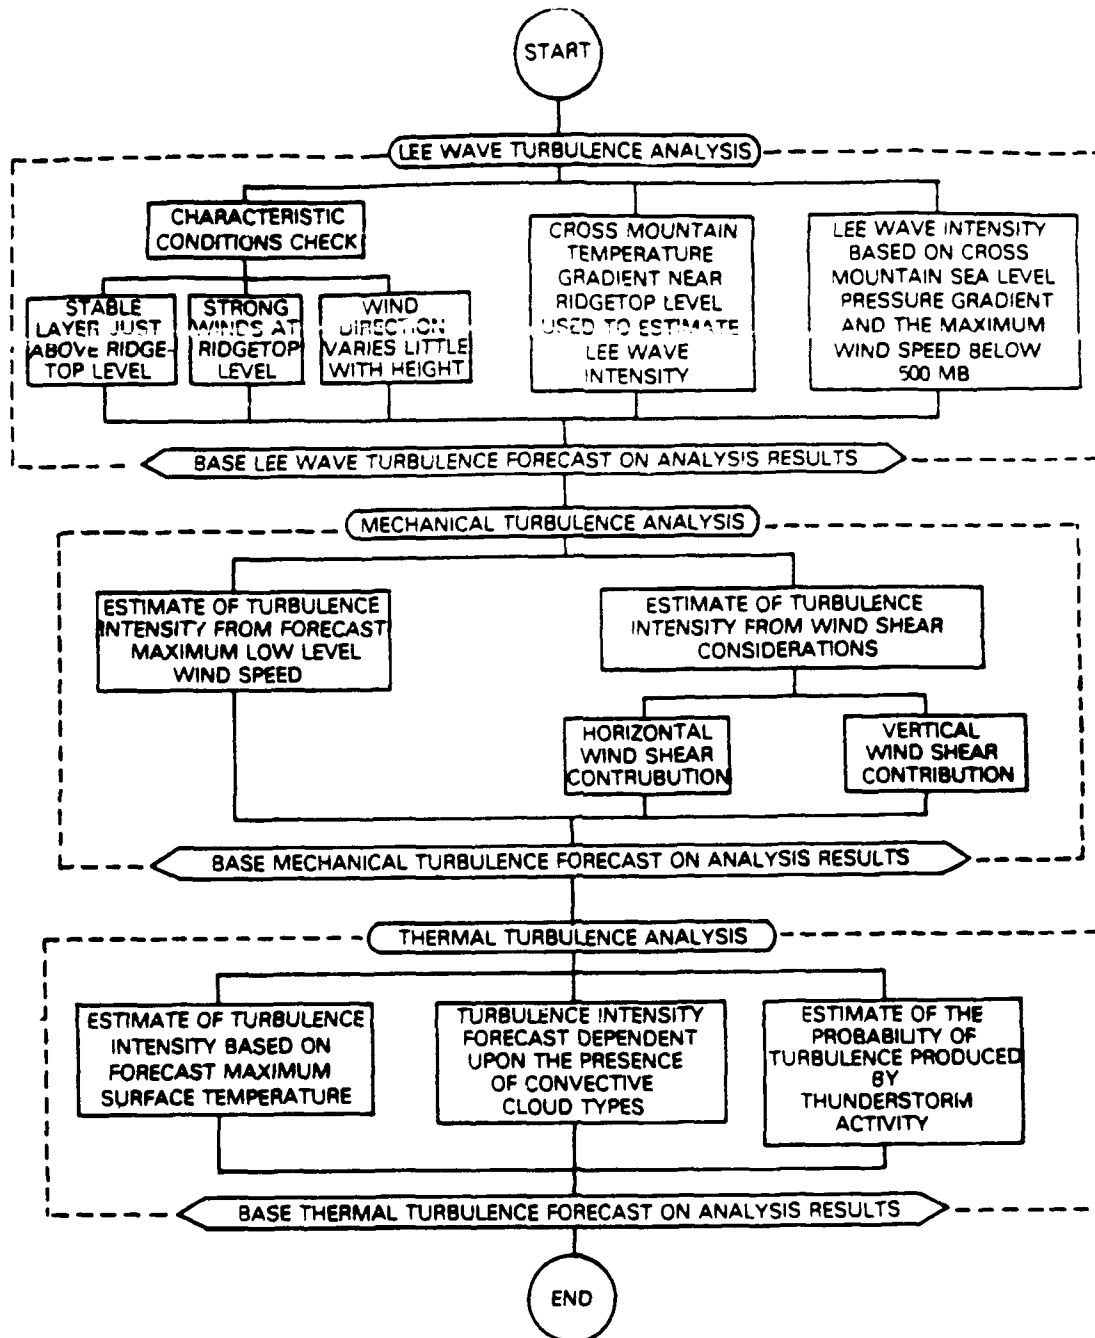 START
LEE WAVE TURBULENCE ANALYSIS
CHARACTERISTIC
CONDITIONS CHECK
STABLE
LAYER JUST
ABOVE RIDGE-
TOP LEVEL
STRONG
WINDS AT
RIDGETOP
LEVEL
WIND
DIRECTION
VARIES LITTLE
WITH HEIGHT
CROSS MOUNTAIN
TEMPERATURE
GRADIENT NEAR
RIDGETOP LEVEL
USED TO ESTIMATE
LEE WAVE
INTENSITY
LEE WAVE INTENSITY
BASED ON CROSS
MOUNTAIN SEA LEVEL
PRESSURE GRADIENT
AND THE MAXIMUM
WIND SPEED BELOW
500 MB
BASE LEE WAVE TURBULENCE FORECAST ON ANALYSIS RESULTS
MECHANICAL TURBULENCE ANALYSIS
ESTIMATE OF TURBULENCE
INTENSITY FROM FORECAST
MAXIMUM LOW LEVEL
WIND SPEED
ESTIMATE OF TURBULENCE
INTENSITY FROM WIND SHEAR
CONSIDERATIONS
HORIZONTAL
WIND SHEAR
CONTRUBUTION
VERTICAL
WIND SHEAR
CONTRIBUTION
BASE MECHANICAL TURBULENCE FORECAST ON ANALYSIS RESULTS
THERMAL TURBULENCE ANALYSIS
ESTIMATE OF TURBULENCE
INTENSITY BASED ON
FORECAST MAXIMUM
SURFACE TEMPERATURE
TURBULENCE INTENSITY
FORECAST DEPENDENT
UPON THE PRESENCE
OF CONVECTIVE
CLOUD TYPES
ESTIMATE OF THE
PROBABILITY OF
TURBULENCE PRODUCED
BY
THUNDERSTORM
ACTIVITY
BASE THERMAL TURBULENCE FORECAST ON ANALYSIS RESULTS
END